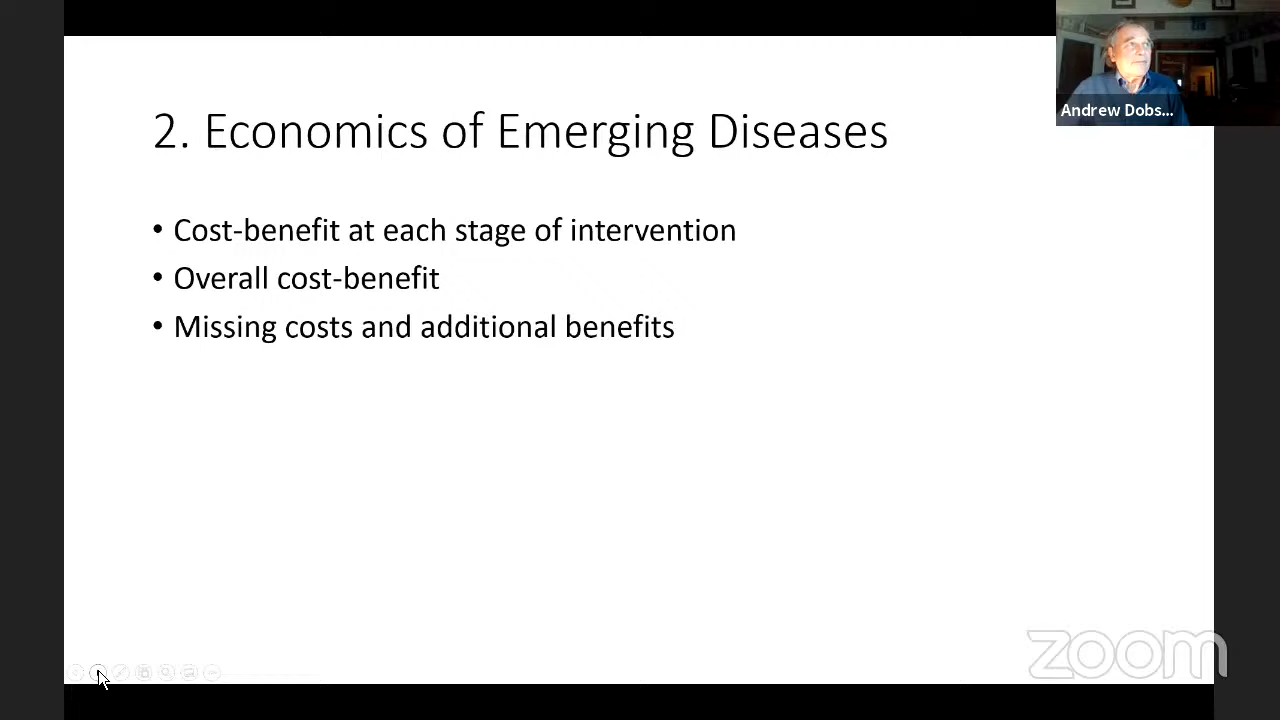 2. Economics of Emerging Diseases
Andrew Dobs...
• Cost-benefit at each stage of intervention
• Overall cost-benefit
• Missing costs and additional benefits
zoom